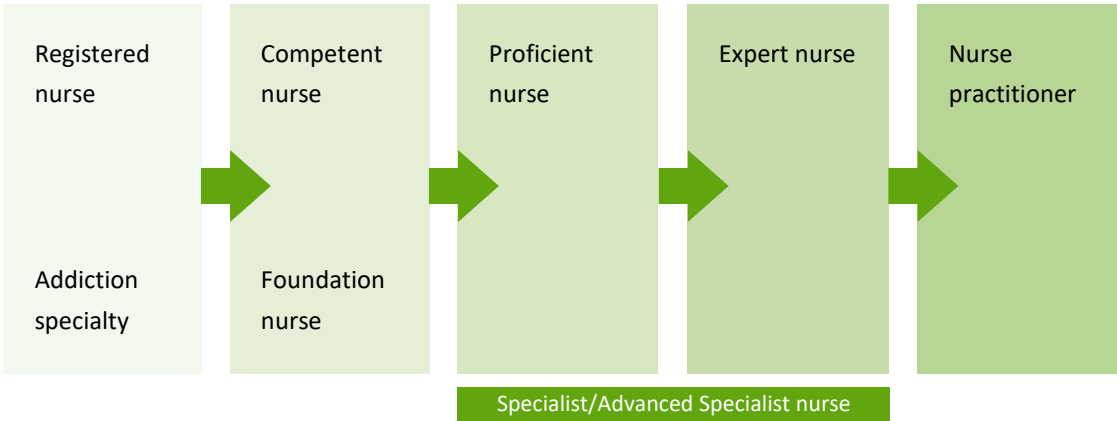 Registered
nurse
Addiction
specialty
Competent
nurse
Foundation
nurse
Proficient
nurse
Expert nurse
Nurse
practitioner
Specialist/Advanced Specialist nurse